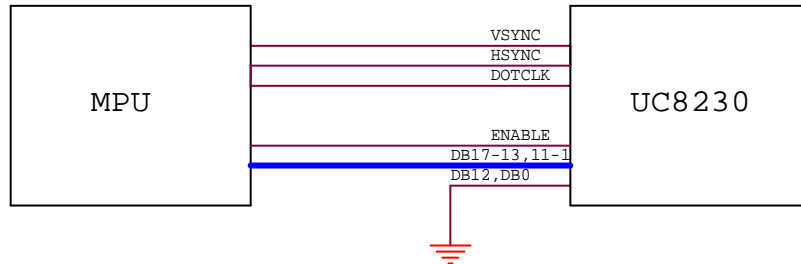 VSYNC
HSYNC
DOTCLK
MPU
UC8230
ENABLE
DB17-13,11-1
DB12,DB0